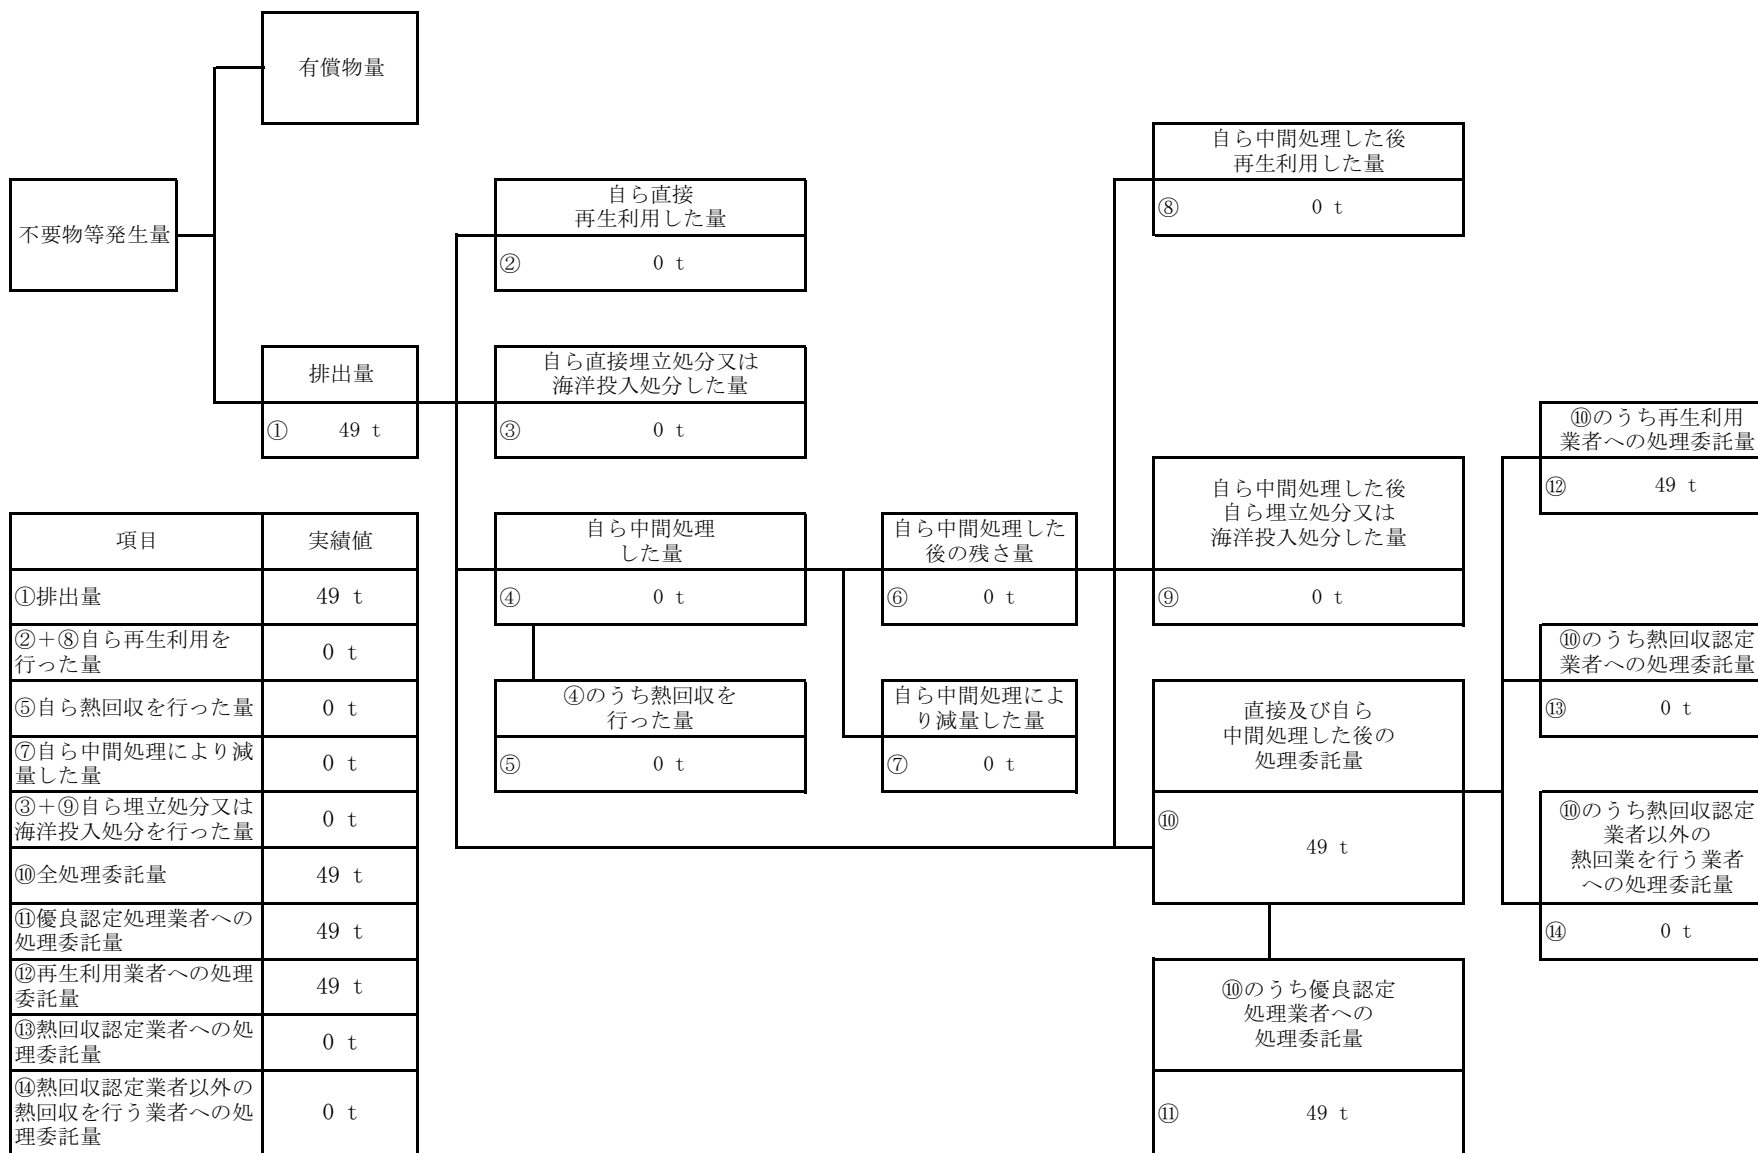 有償物量
不要物等発生量
排出量
① 49 t
自ら直接
再生利用した量
② 0 t
自ら直接埋立処分又は
海洋投入処分した量
③ 0 t
自ら中間処理
した量
④ 0 t
④のうち熱回収を
行った量
⑤ 0 t
自ら中間処理した
後の残さ量
⑥ 0 t
自ら中間処理によ
り減量した量
⑦ 0 t
自ら中間処理した後
再生利用した量
⑧ 0 t
自ら中間処理した後
自ら埋立処分又は
海洋投入処分した量
⑨ 0 t
直接及び自ら
中間処理した後の
処理委託量
⑩
49 t
⑩のうち優良認定
処理業者への
処理委託量
⑪ 49 t
⑩のうち再生利用
業者への処理委託量
⑫ 49 t
⑩のうち熱回収認定
業者への処理委託量
⑬ 0 t
⑩のうち熱回収認定
業者以外の
熱回業を行う業者
への処理委託量
⑭ 0 t
項目 実績値
①排出量 49 t
②＋⑧自ら再生利用を
行った量 0 t
⑤自ら熱回収を行った量 0 t
⑦自ら中間処理により減
量した量 0 t
③＋⑨自ら埋立処分又は
海洋投入処分を行った量 0 t
⑩全処理委託量 49 t
⑪優良認定処理業者への
処理委託量 49 t
⑫再生利用業者への処理
委託量 49 t
⑬熱回収認定業者への処
理委託量 0 t
⑭熱回収認定業者以外の
熱回収を行う業者への処
理委託量 0 t